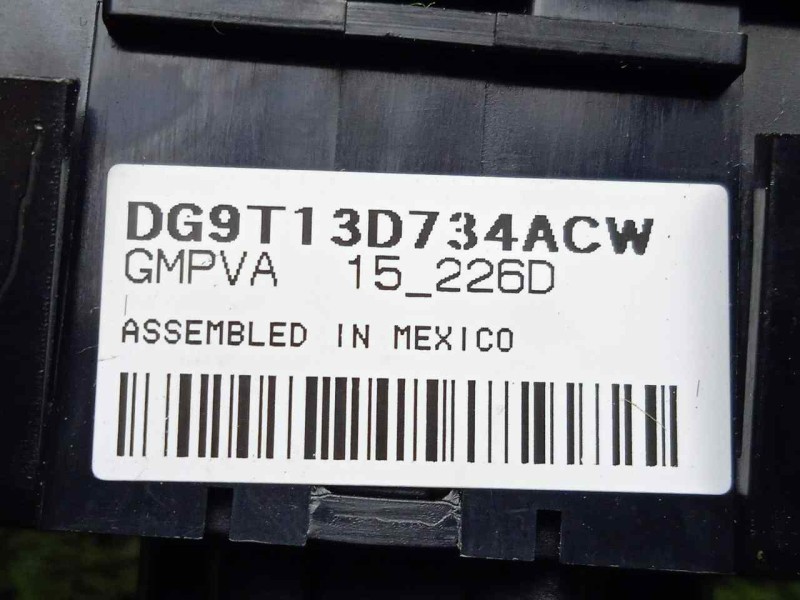 DG9T13D734ACW
GMPVA 15_226D
ASSEMBLED IN MEXICO